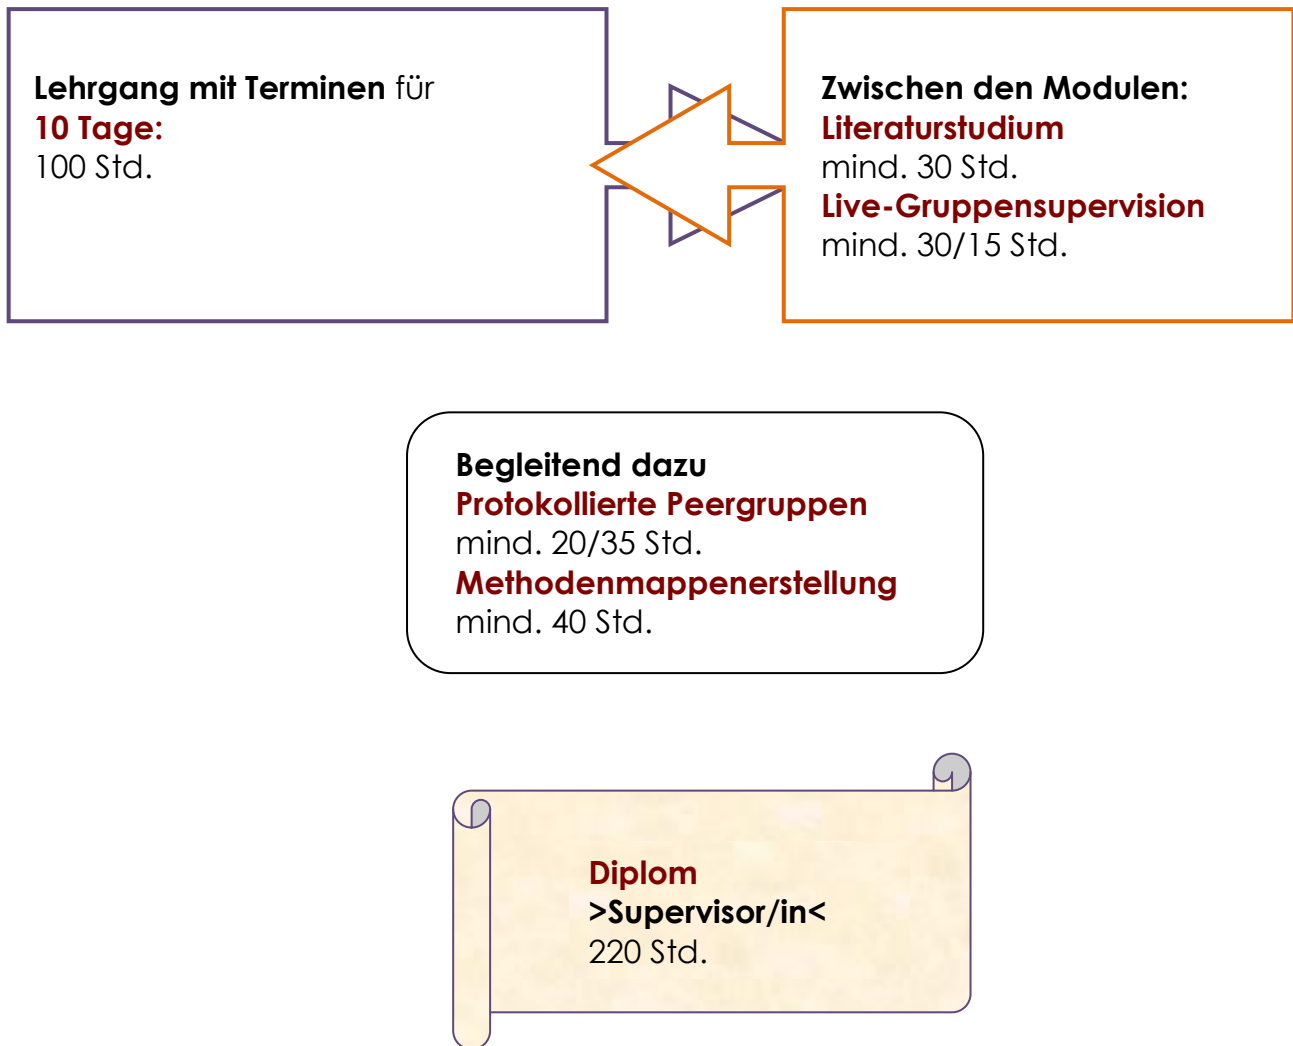 Lehrgang mit Terminen für
10 Tage:
100 Std.
Zwischen den Modulen:
Literaturstudium
mind. 30 Std.
Live-Gruppensupervision
mind. 30/15 Std.
Begleitend dazu
Protokollierte Peergruppen
mind. 20/35 Std.
Methodenmappenerstellung
mind. 40 Std.
Diplom
>Supervisor/in<
220 Std.